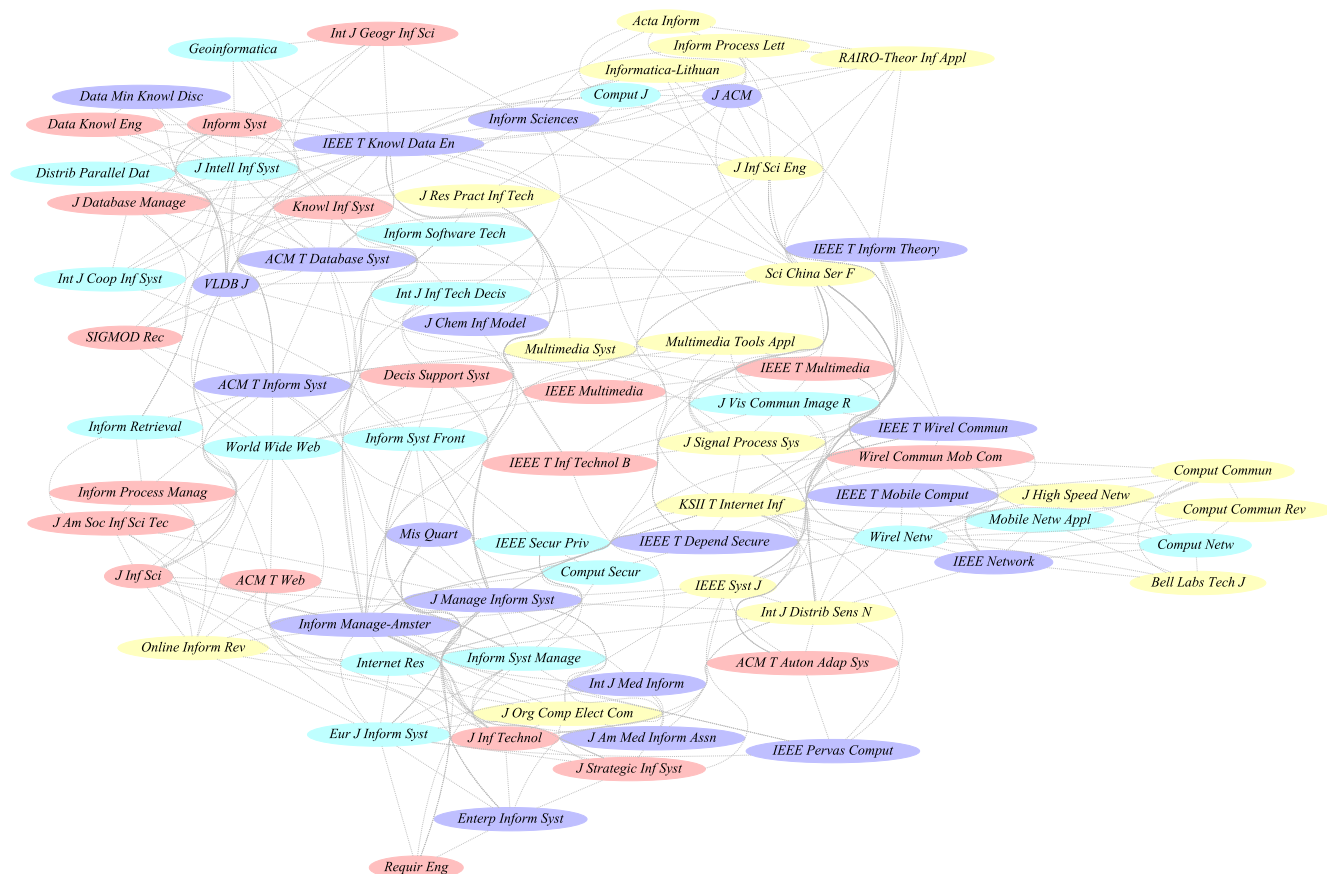 Acta Inform
Int J Geogr Inf Sci
Inform Process Lett
Geoinformatica
RAIRO-Theor Inf Appl
Informatica-Lithuan
Data Min Knowl Disc
Comput J
J ACM
Data Knowl Eng
Inform Syst
Inform Sciences
IEEE T Knowl Data En
Distrib Parallel Dat
J Intell Inf Syst
J Inf Sci Eng
J Database Manage
Knowl Inf Syst
J Res Pract Inf Tech
Inform Software Tech
IEEE T Inform Theory
ACM T Database Syst
Int J Coop Inf Syst
VLDB J
Sci China Ser F
Int J Inf Tech Decis
J Chem Inf Model
SIGMOD Rec
Multimedia Syst
Multimedia Tools Appl
ACM T Inform Syst
Decis Support Syst
IEEE Multimedia
IEEE T Multimedia
J Vis Commun Image R
Inform Retrieval
World Wide Web
Inform Syst Front
J Signal Process Sys
IEEE T Wirel Commun
IEEE T Inf Technol B
Wirel Commun Mob Com
Comput Commun
Inform Process Manag
KSII T Internet Inf
IEEE T Mobile Comput
J High Speed Netw
Comput Commun Rev
J Am Soc Inf Sci Tec
Mis Quart
IEEE Secur Priv
IEEE T Depend Secure
Wirel Netw
Mobile Netw Appl
Comput Netw
J Inf Sci
ACM T Web
Comput Secur
IEEE Network
Bell Labs Tech J
J Manage Inform Syst
IEEE Syst J
Int J Distrib Sens N
Inform Manage-Amster
Online Inform Rev
Internet Res
Inform Syst Manage
ACM T Auton Adap Sys
Int J Med Inform
J Org Comp Elect Com
Eur J Inform Syst
J Inf Technol
J Am Med Inform Assn
IEEE Pervas Comput
J Strategic Inf Syst
Enterp Inform Syst
Requir Eng